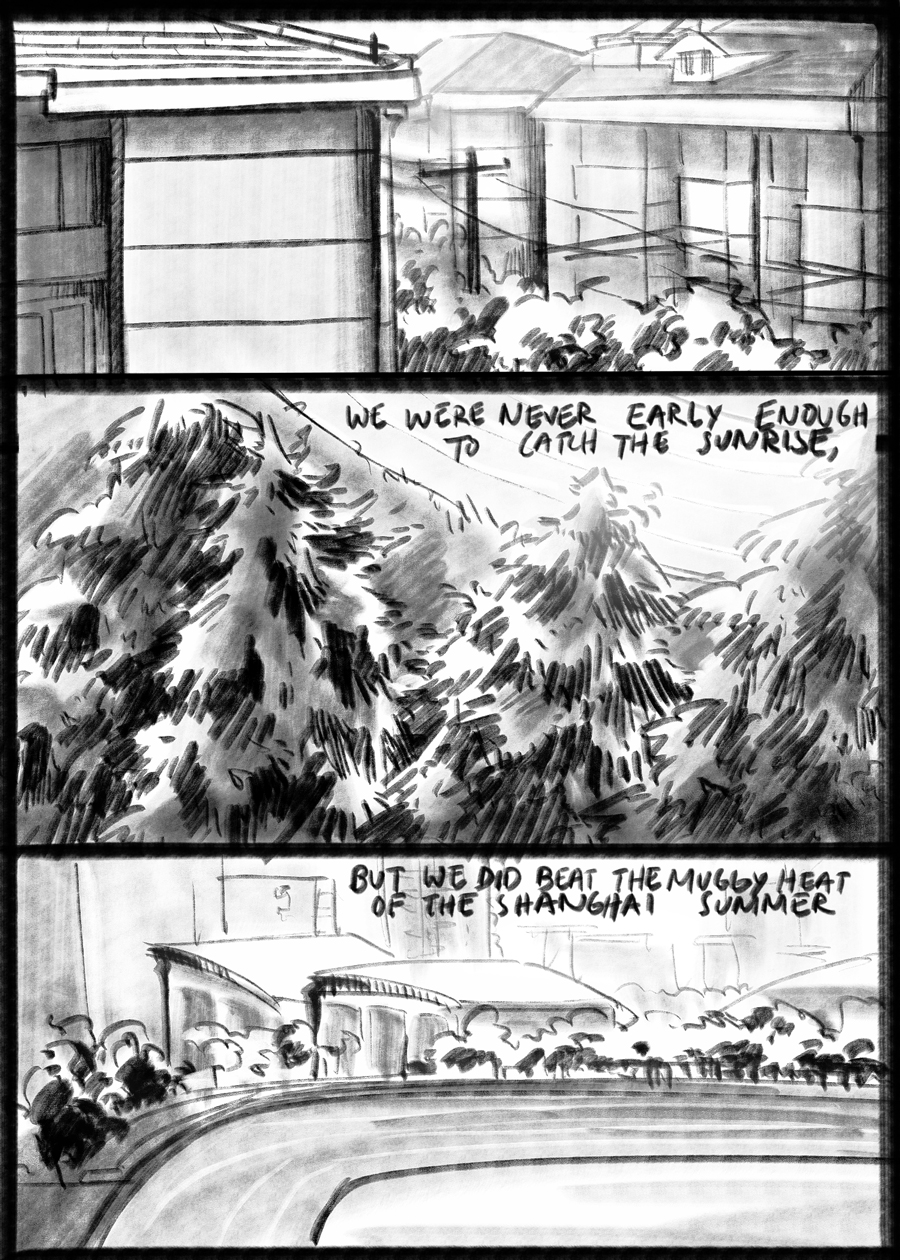 WE WERE NEVER EARLY ENOUGH
TO CATCH THE SUNRISE,
BUT WE DID BEAT THE MUGGY HEAT
OF THE SHANGHAI SUMMER